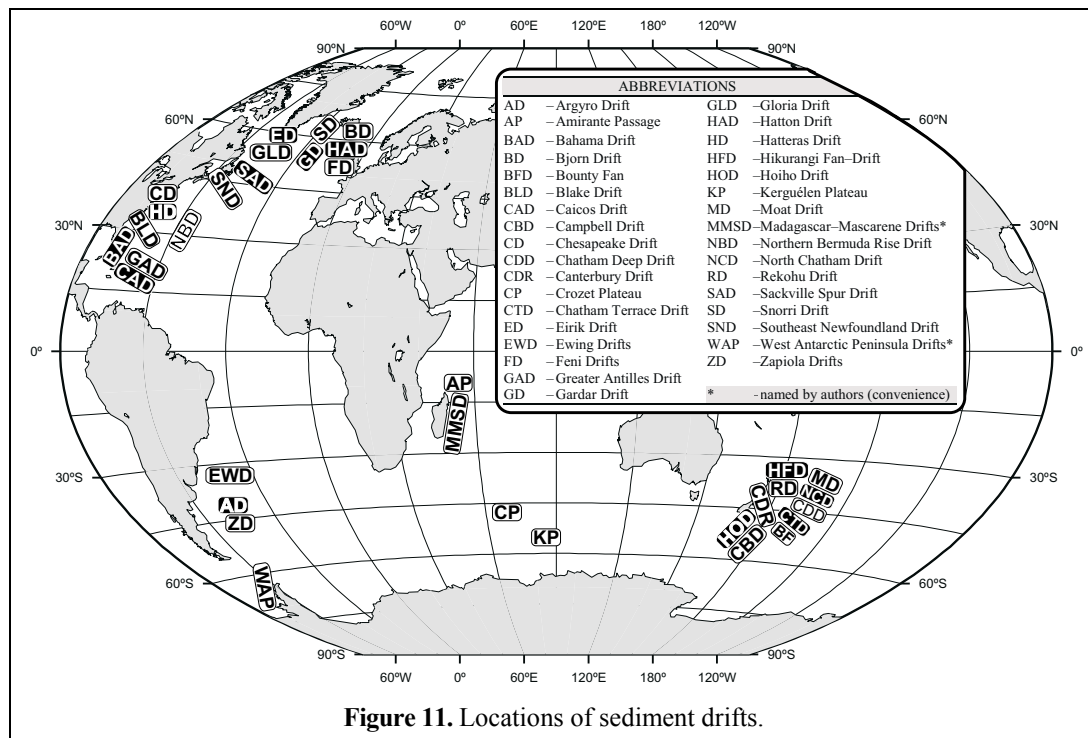 60ºW 0º 60ºE 120ºE 180ºE 120ºW
90ºN 90ºN
ABBREVIATIONS
AD –Argyro Drift
AP –Amirante Passage
BAD –Bahama Drift
BD –Bjorn Drift
BFD –Bounty Fan
BLD –Blake Drift
CAD –Caicos Drift
CBD –Campbell Drift
CD –Chesapeake Drift
CDD –Chatham Deep Drift
CDR –Canterbury Drift
CP –Crozet Plateau
CTD –Chatham Terrace Drift
ED –Eirik Drift
EWD –Ewing Drifts
FD –Feni Drifts
GAD –Greater Antilles Drift
GD –Gardar Drift
GLD –Gloria Drift
HAD –Hatton Drift
HD –Hatteras Drift
HFD –Hikurangi Fan–Drift
HOD –Hoiho Drift
KP –Kerguélen Plateau
MD –Moat Drift
MMSD–Madagascar–Mascarene Drifts*
NBD –Northern Bermuda Rise Drift
NCD –North Chatham Drift
RD –Rekohu Drift
SAD –Sackville Spur Drift
SD –Snorri Drift
SND –Southeast Newfoundland Drift
WAP –West Antarctic Peninsula Drifts*
ZD –Zapiola Drifts
* -named by authors (convenience)
60ºN 60ºN
ED SD BD
GLD GD HAD
FD
SND SAD
CD
HD
NBD
BLD
BAD
GAD
CAD
30ºN 30ºN
0º 0º
AP
MMSD
30ºS 30ºS
EWD
AD
ZD
CP
KP
HFD MD
RD NCD
CDR CDD
CTD
HOD BF
CBD
WAP
60ºS 60ºS
90ºS 90ºS
60ºW 0º 60ºE 120ºE 180ºE 120ºW
Figure 11. Locations of sediment drifts.